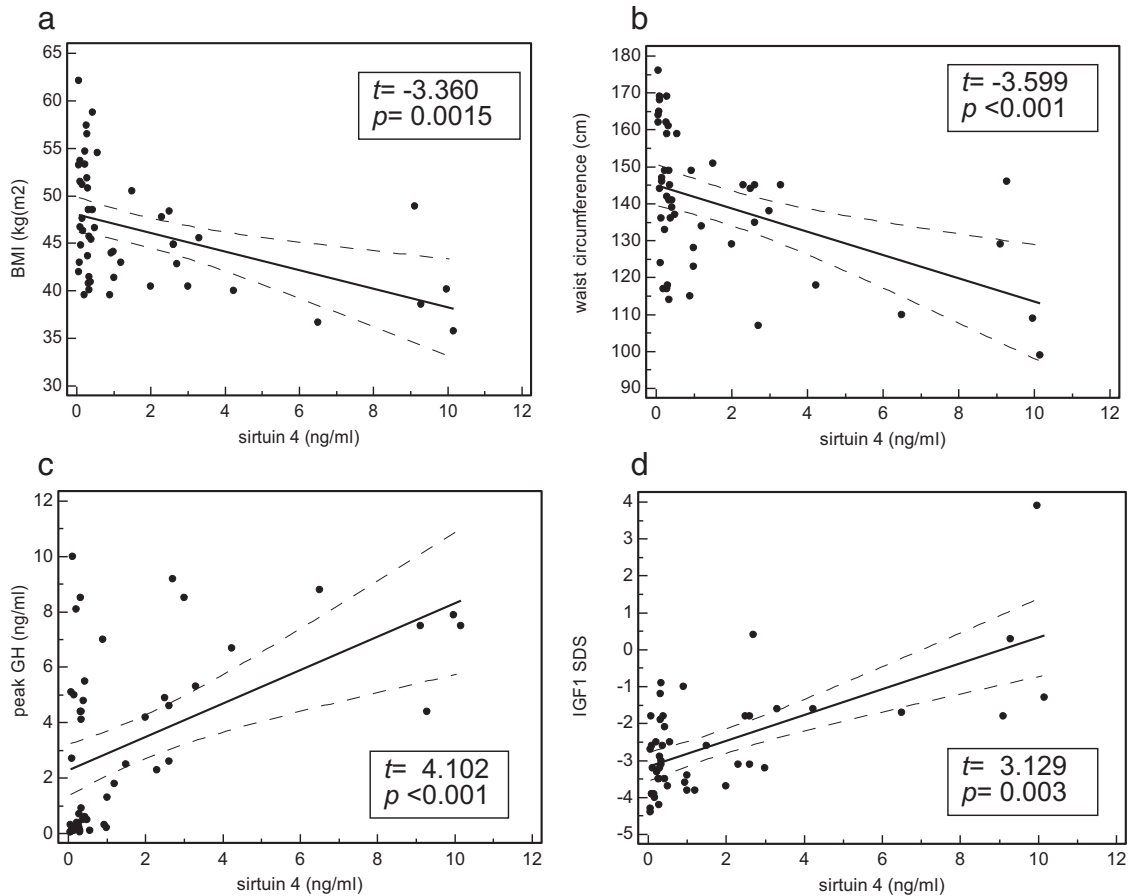 a
65
60
55
50
45
40
35
30
BMI (kg(m2)
t= -3.360
p= 0.0015
0 2 4 6 8 10 12
sirtuin 4 (ng/ml)
b
180
170
160
150
140
130
120
110
100
90
waist circumference (cm)
t= -3.599
p <0.001
0 2 4 6 8 10 12
sirtuin 4 (ng/ml)
c
12
10
8
6
4
2
0
peak GH (ng/ml)
t= 4.102
p <0.001
0 2 4 6 8 10 12
sirtuin 4 (ng/ml)
d
4
3
2
1
0
-1
-2
-3
-4
-5
IGF1 SDS
t= 3.129
p= 0.003
0 2 4 6 8 10 12
sirtuin 4 (ng/ml)